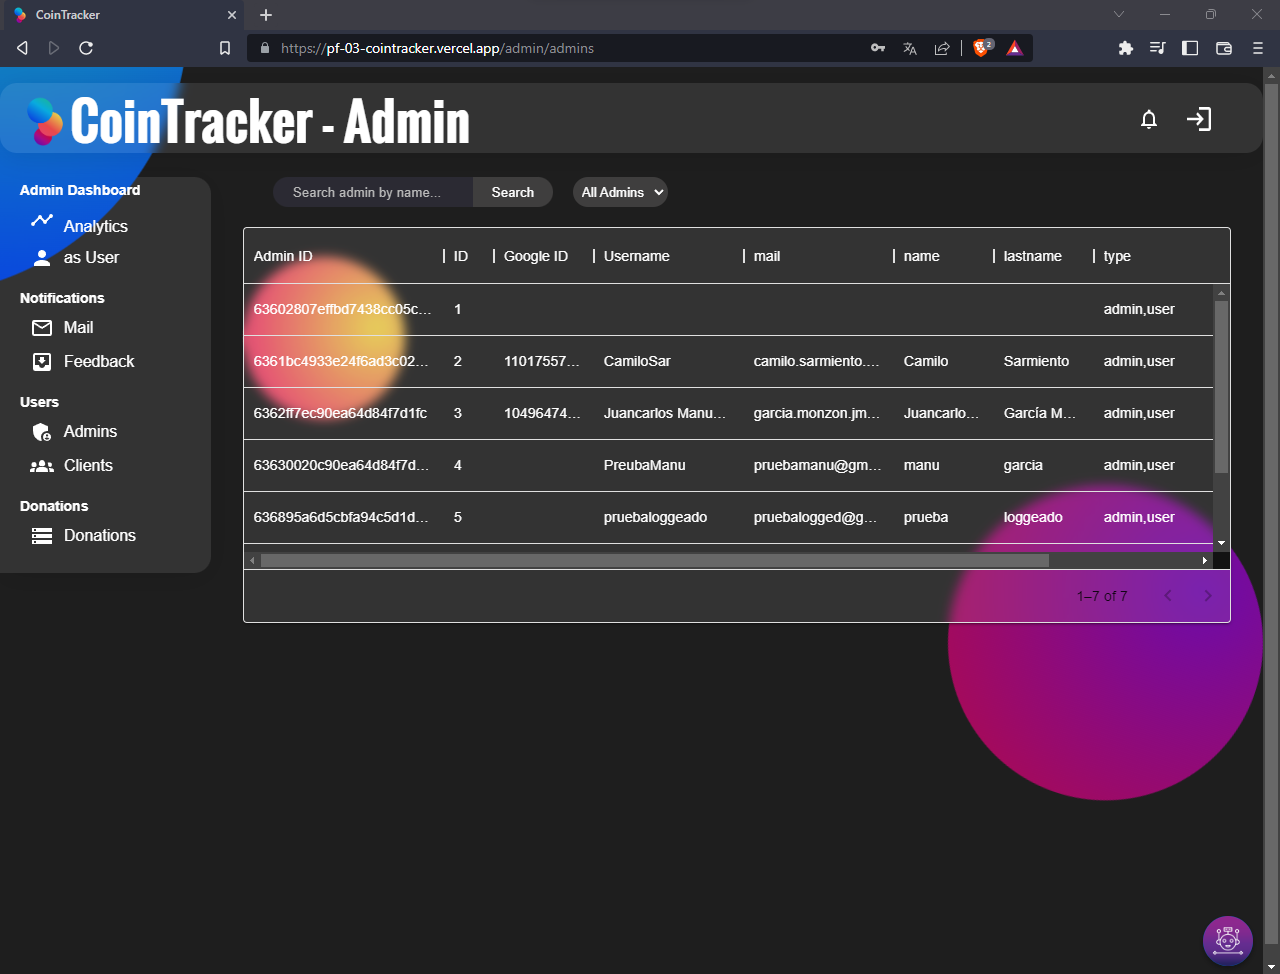 CoinTracker
https://pf-03-cointracker.vercel.app/admin/admins
2
CoinTracker - Admin
Admin Dashboard
Analytics
as User
Notifications
Mail
Feedback
Users
Admins
Clients
Donations
Donations
Search admin by name... Search All Admins
Admin ID ID Google ID Username mail name lastname type
63602807effbd7438cc05c... 1 admin,user
6361bc4933e24f6ad3c02... 2 11017557... CamiloSar camilo.sarmiento.... Camilo Sarmiento admin,user
6362ff7ec90ea64d84f7d1fc 3 10496474... Juancarlos Manu... garcia.monzon.jm... Juancarlo... García M... admin,user
63630020c90ea64d84f7d... 4 PreubaManu pruebamanu@gm... manu garcia admin,user
636895a6d5cbfa94c5d1d... 5 pruebaloggeado pruebalogged@g... prueba loggeado admin,user
1–7 of 7